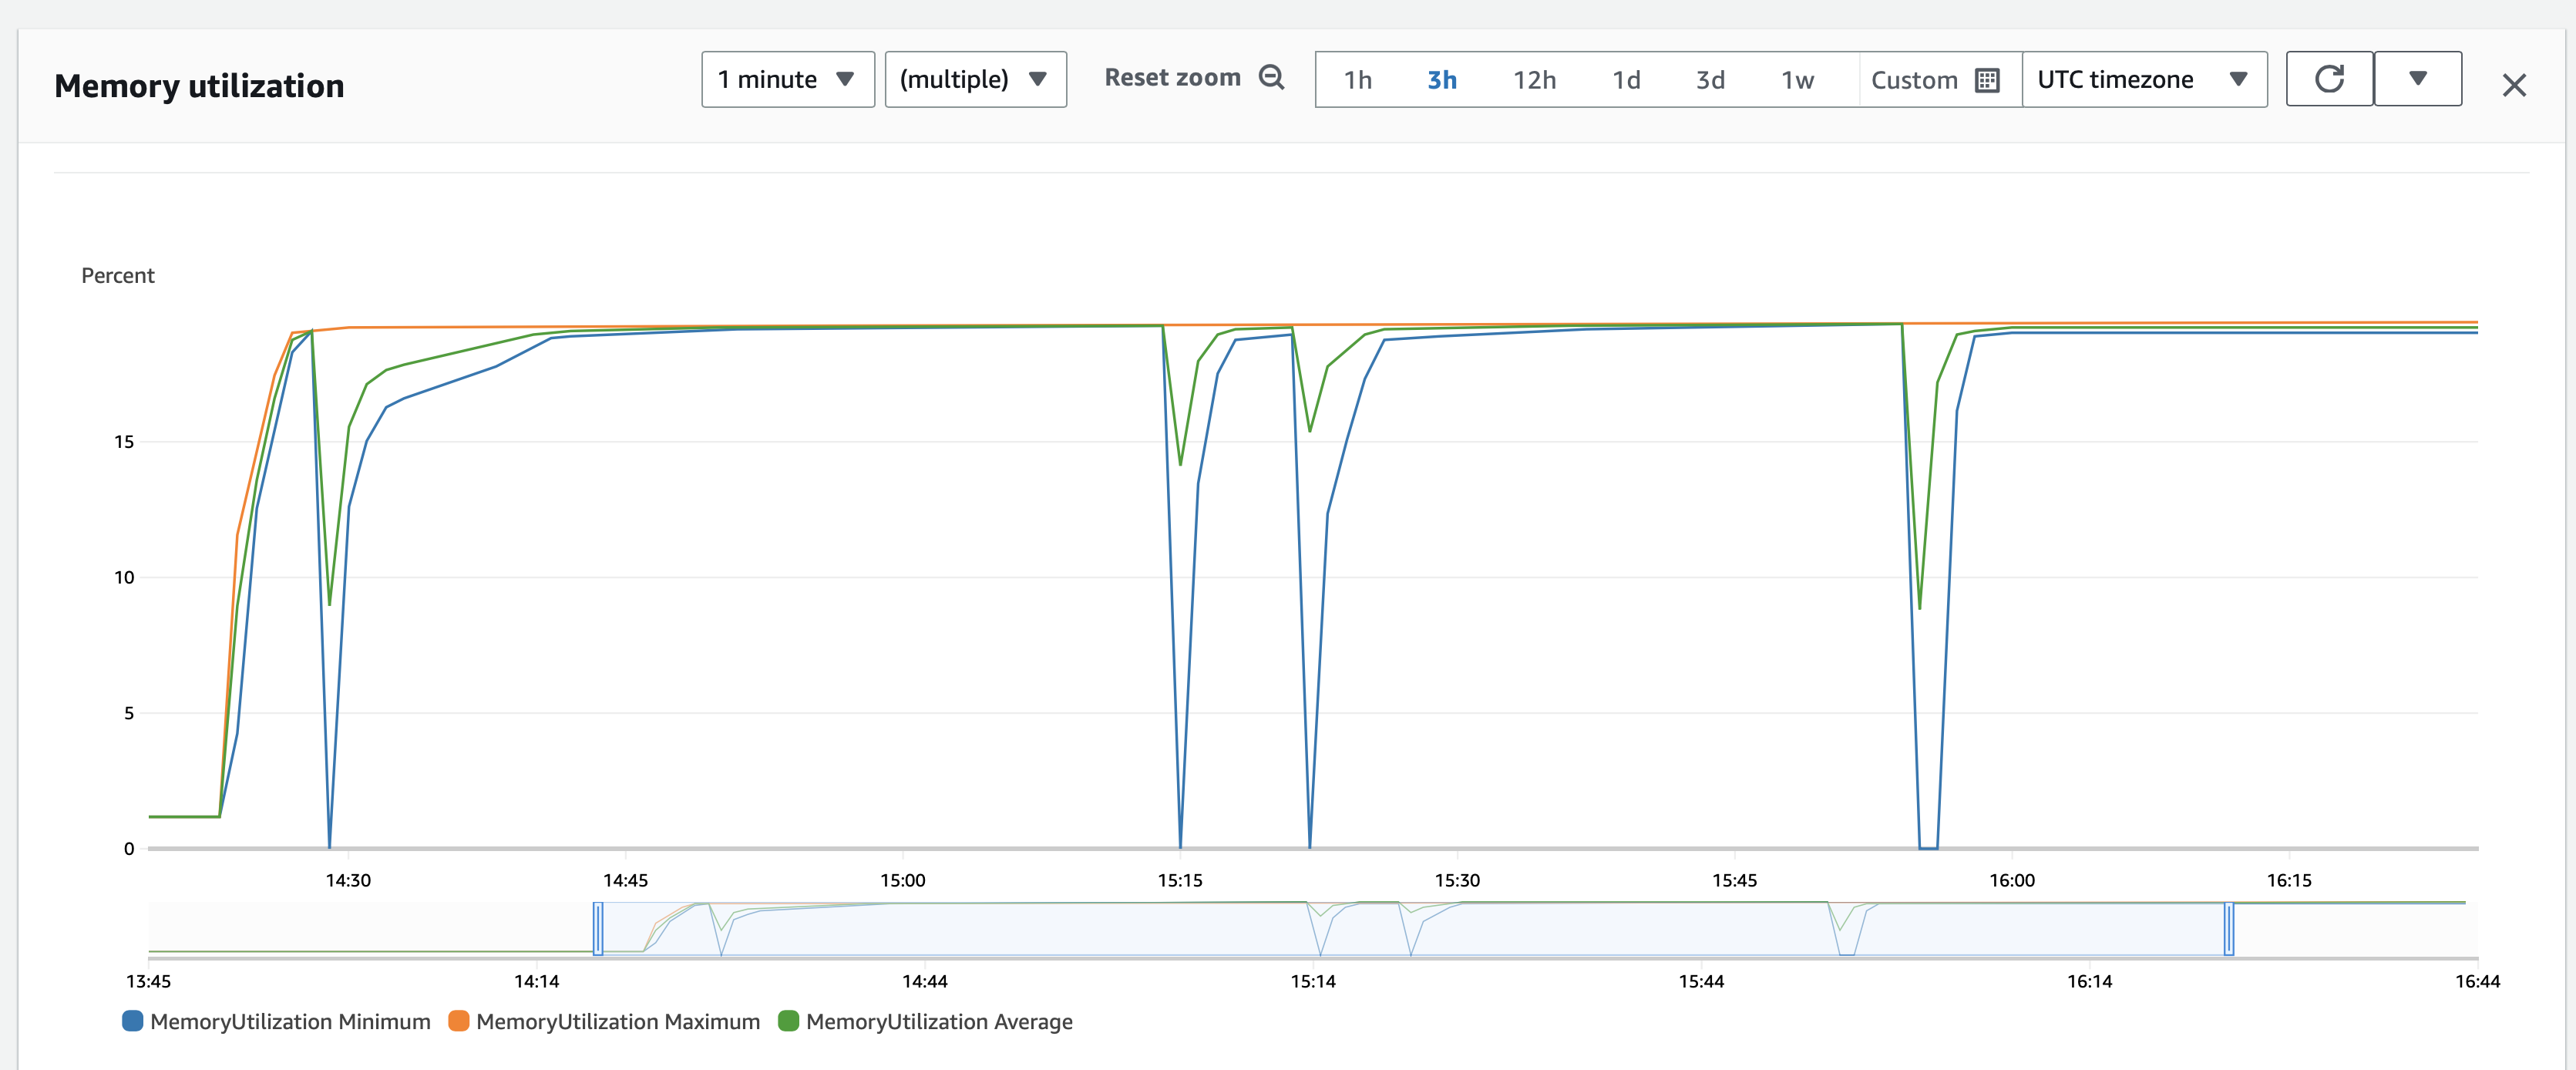 Memory utilization
1 minute
(multiple)
Reset zoom
1h 3h 12h 1d 3d 1w Custom
UTC timezone
Percent
15
10
5
0
14:30 14:45 15:00 15:15 15:30 15:45 16:00 16:15
13:45 14:14 14:44 15:14 15:44 16:14 16:44
MemoryUtilization Minimum MemoryUtilization Maximum MemoryUtilization Average